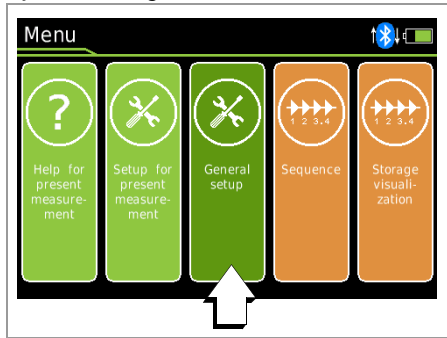 Menu
?
Help for
present
measure-
ment
Setup for
present
measure-
ment
General
setup
1 2 3.4
Sequence
1 2 3.4
Storage
visuali-
zation